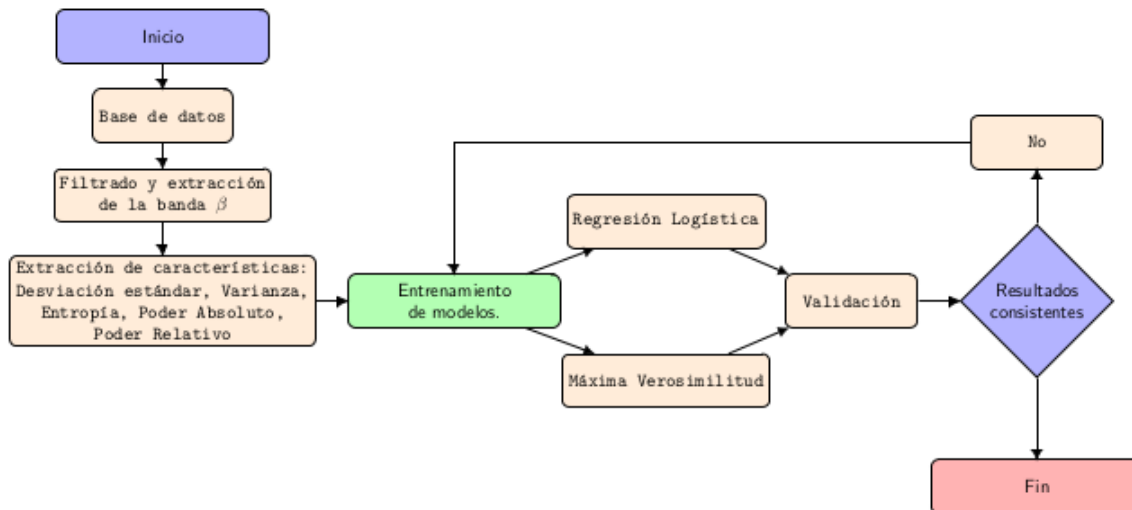 Inicio
Base de datos
Filtrado y extracción
de la banda β
Extracción de características:
Desviación estándar, Varianza,
Entropía, Poder Absoluto,
Poder Relativo
Entrenamiento
de modelos.
Regresión Logística
Máxima Verosimilitud
Validación
Resultados
consistentes
No
Fin